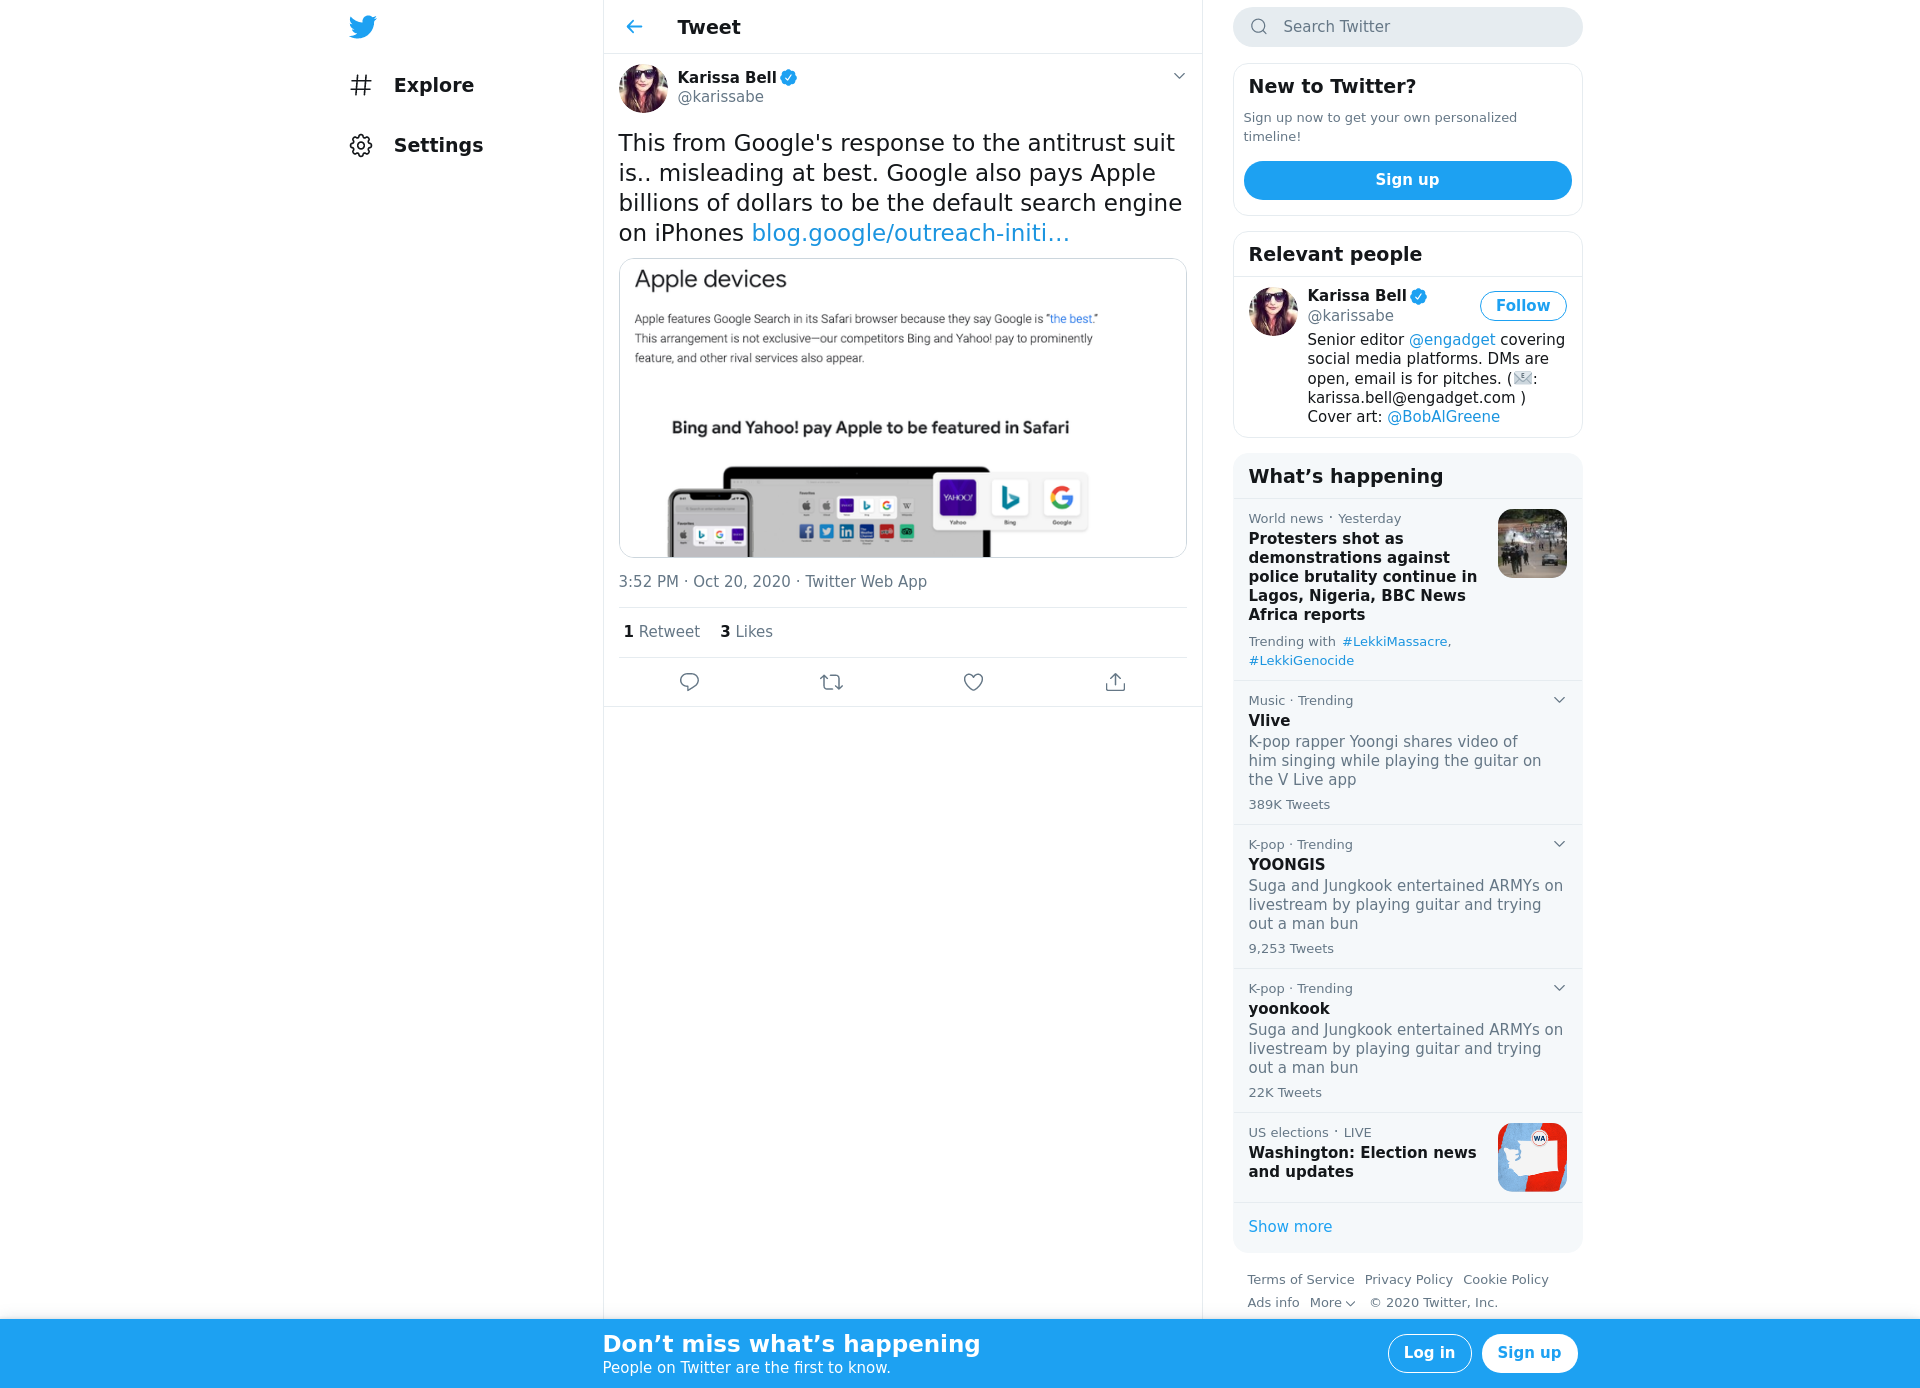 Explore
Settings
Tweet
Karissa Bell
@karissabe
This from Google's response to the antitrust suit
is.. misleading at best. Google also pays Apple
billions of dollars to be the default search engine
on iPhones blog.google/outreach-initi…
Apple devices
Apple features Google Search in its Safari browser because they say Google is “the best.”
This arrangement is not exclusive—our competitors Bing and Yahoo! pay to prominently
feature, and other rival services also appear.
Bing and Yahoo! pay Apple to be featured in Safari
YAHOO!
Yahoo
Bing
Google
3:52 PM · Oct 20, 2020 · Twitter Web App
1 Retweet 3 Likes
Search Twitter
New to Twitter?
Sign up now to get your own personalized
timeline!
Sign up
Relevant people
Karissa Bell
@karissabe
Follow
Senior editor @engadget covering
social media platforms. DMs are
open, email is for pitches. (📧:
karissa.bell@engadget.com )
Cover art: @BobAlGreene
What’s happening
World news · Yesterday
Protesters shot as
demonstrations against
police brutality continue in
Lagos, Nigeria, BBC News
Africa reports
Trending with #LekkiMassacre,
#LekkiGenocide
Music · Trending
Vlive
K-pop rapper Yoongi shares video of
him singing while playing the guitar on
the V Live app
389K Tweets
K-pop · Trending
YOONGIS
Suga and Jungkook entertained ARMYs on
livestream by playing guitar and trying
out a man bun
9,253 Tweets
K-pop · Trending
yoonkook
Suga and Jungkook entertained ARMYs on
livestream by playing guitar and trying
out a man bun
22K Tweets
US elections · LIVE
Washington: Election news
and updates
WA
Show more
Terms of Service Privacy Policy Cookie Policy
Ads info More © 2020 Twitter, Inc.
Don’t miss what’s happening
People on Twitter are the first to know.
Log in
Sign up